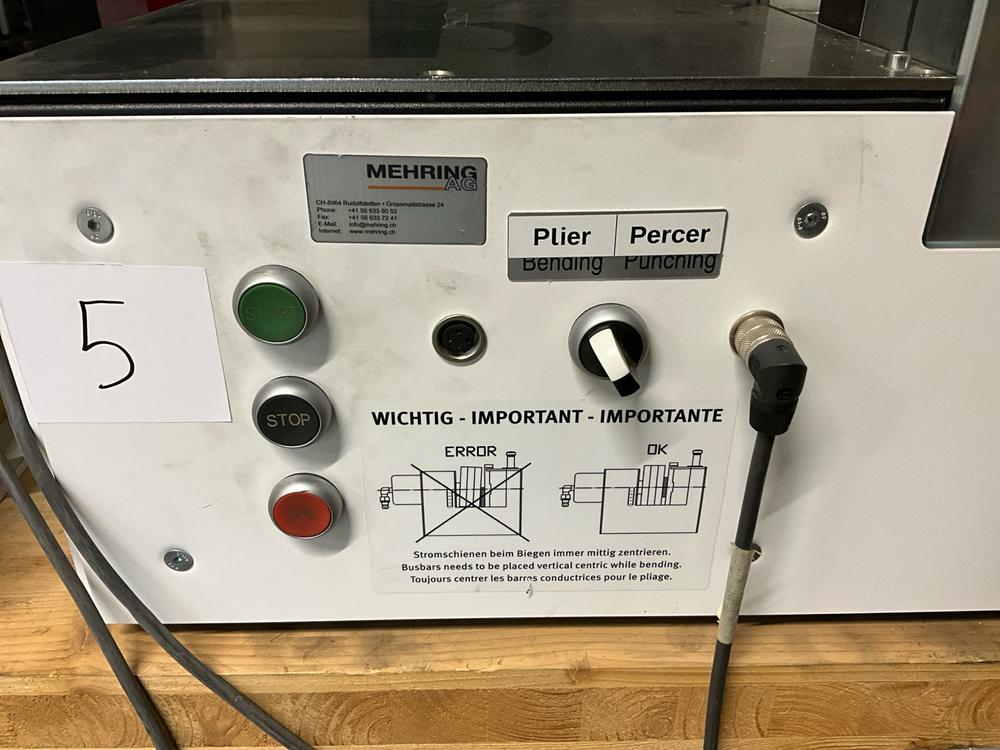 MEHRING
AG
CH-8964 Rudolfstetten • Grossmattstrasse 24
Phone: +41 56 633 80 53
Fax: +41 56 633 72 41
E-Mail: info@mehring.ch
Internet: www.mehring.ch
Plier Percer
Bending Punching
5
START
STOP
WICHTIG - IMPORTANT - IMPORTANTE
ERROR OK
Stromschienen beim Biegen immer mittig zentrieren.
Busbars needs to be placed vertical centric while bending.
Toujours centrer les barres conductrices pour le pliage.